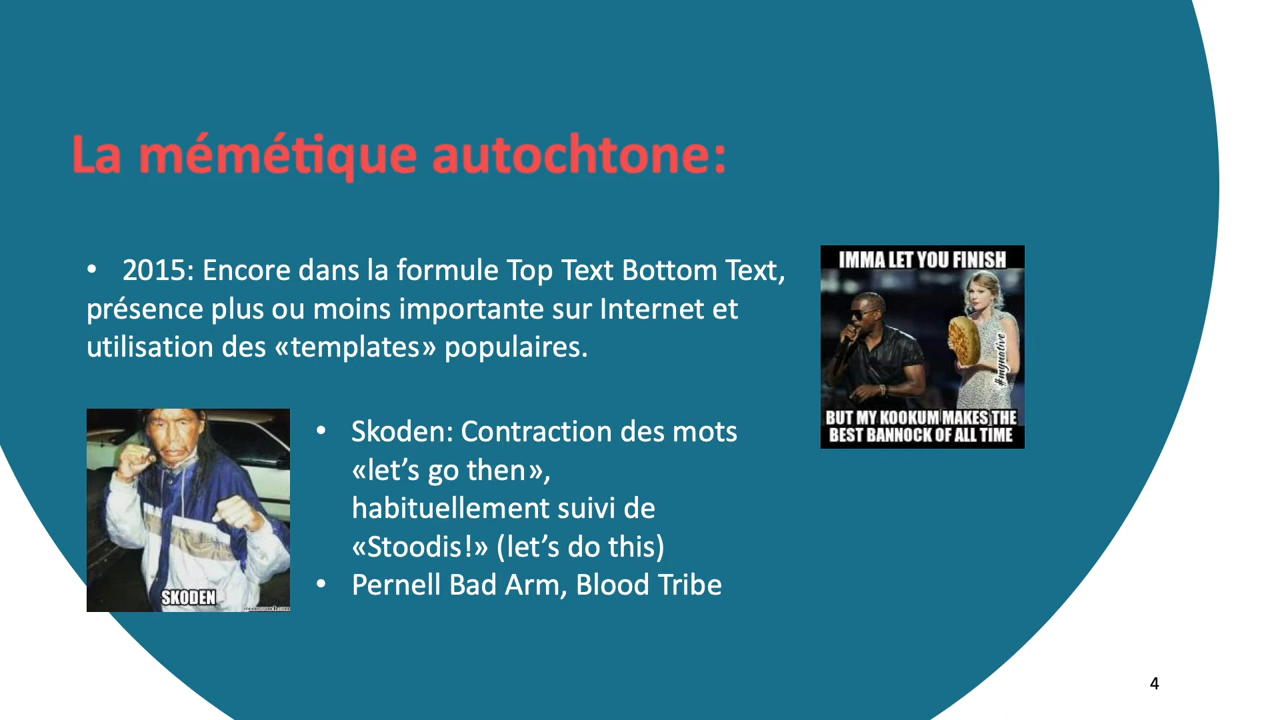 La mémétique autochtone:
• 2015: Encore dans la formule Top Text Bottom Text,
présence plus ou moins importante sur Internet et
utilisation des «templates» populaires.
IMMA LET YOU FINISH
#mynative
BUT MY KOOKUM MAKES THE
BEST BANNOCK OF ALL TIME
• Skoden: Contraction des mots
«let’s go then»,
habituellement suivi de
«Stoodis!» (let’s do this)
• Pernell Bad Arm, Blood Tribe
SKODEN
4